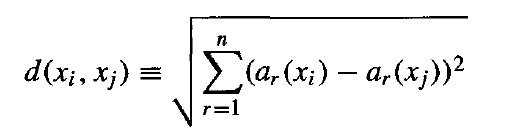 d(x_i, x_j) ≡ √(∑_{r=1}^{n} (a_r(x_i) − a_r(x_j))²)